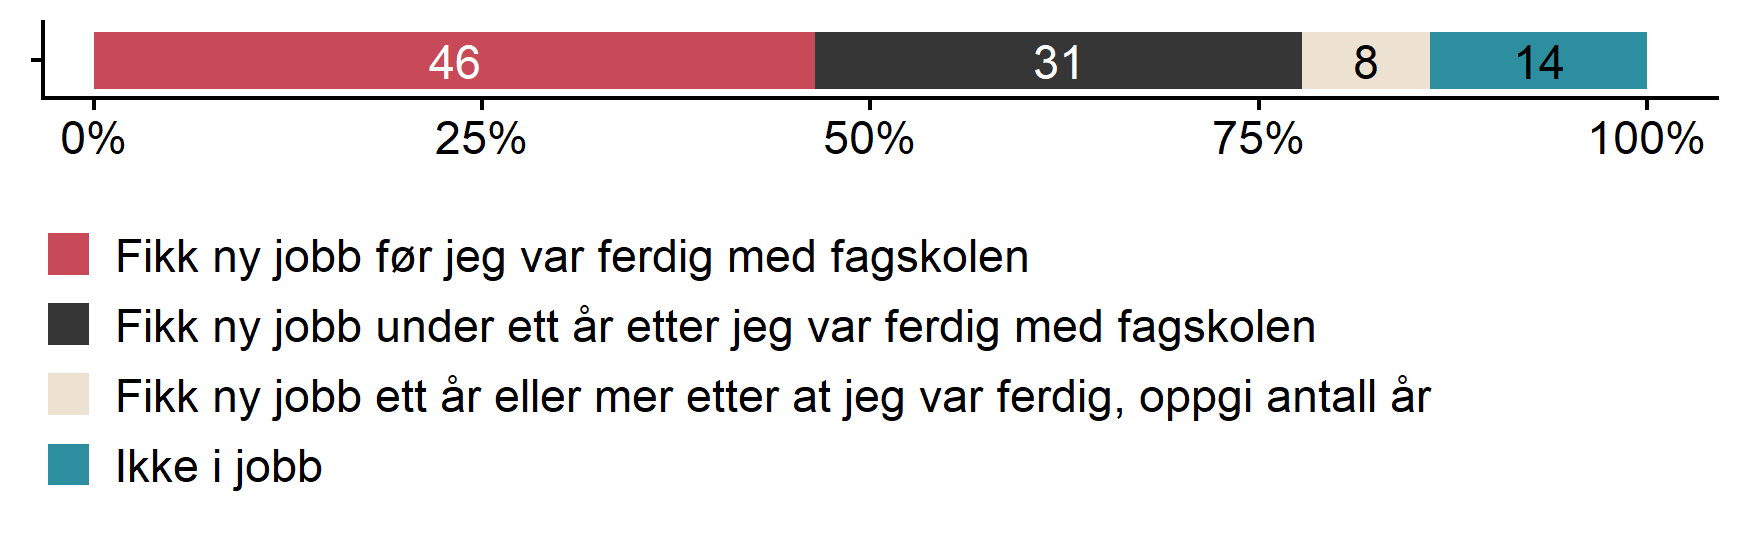 46 31 8 14
0% 25% 50% 75% 100%
Fikk ny jobb før jeg var ferdig med fagskolen
Fikk ny jobb under ett år etter jeg var ferdig med fagskolen
Fikk ny jobb ett år eller mer etter at jeg var ferdig, oppgi antall år
Ikke i jobb